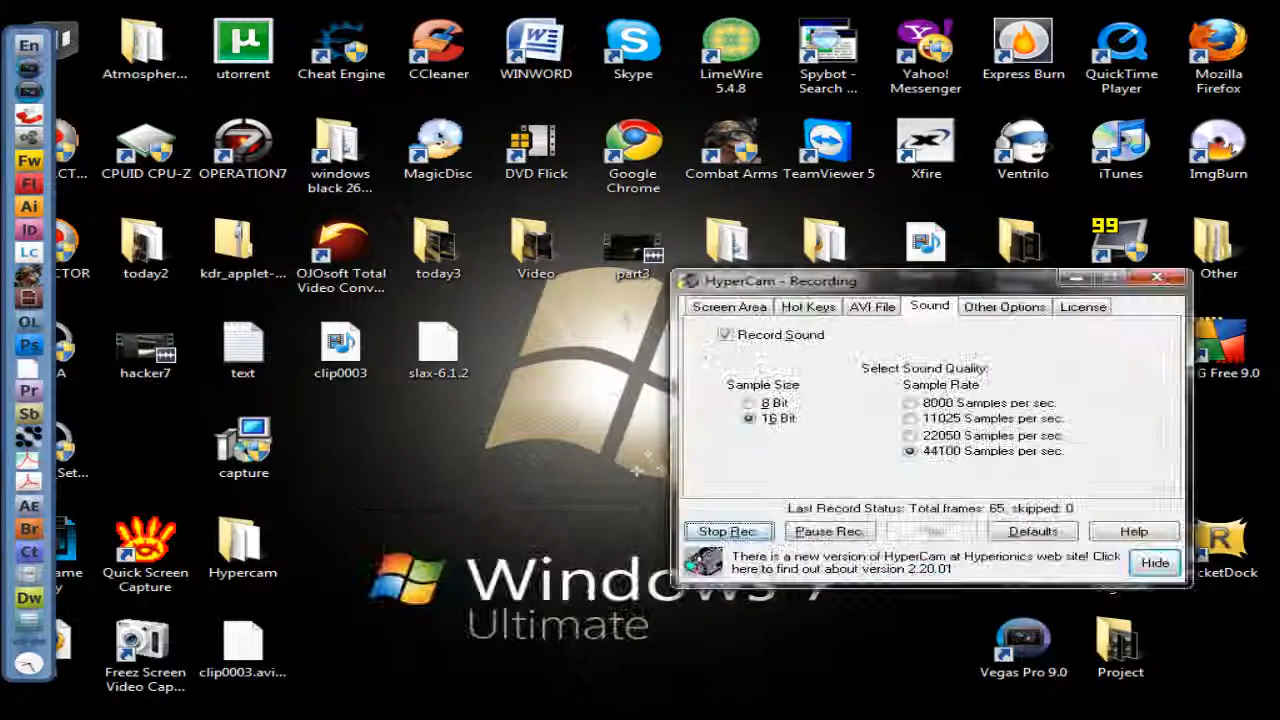 En
Atmospher...
utorrent
Cheat Engine
CCleaner
WINWORD
Skype
LimeWire
5.4.8
Spybot -
Search ...
Yahoo!
Messenger
Express Burn
QuickTime
Player
Mozilla
Firefox
CT...
CPUID CPU-Z
OPERATION7
windows
black 26...
MagicDisc
DVD Flick
Google
Chrome
Combat Arms
TeamViewer 5
Xfire
Ventrilo
iTunes
ImgBurn
Fw
Fl
Ai
ID
Lc
CTOR
today2
kdr_applet-...
OJOsoft Total
Video Conv...
today3
Video
part3
99
Other
HyperCam - Recording
Screen Area
Hot Keys
AVI File
Sound
Other Options
License
Record Sound
Select Sound Quality:
Sample Size
Sample Rate
8 Bit
16 Bit
8000 Samples per sec.
11025 Samples per sec.
22050 Samples per sec.
44100 Samples per sec.
Last Record Status: Total frames: 65, skipped: 0
Stop Rec.
Pause Rec.
Defaults
Help
There is a new version of HyperCam at Hyperionics web site! Click
here to find out about version 2.20.01
Hide
OL
Ps
Pr
Sb
A
hacker7
text
clip0003
slax-6.1.2
G Free 9.0
Set...
capture
AE
Br
Ct
Dw
ame
Quick Screen
Capture
Hypercam
R
cketDock
Windows 7
Ultimate
Freez Screen
Video Cap...
clip0003.avi...
Vegas Pro 9.0
Project